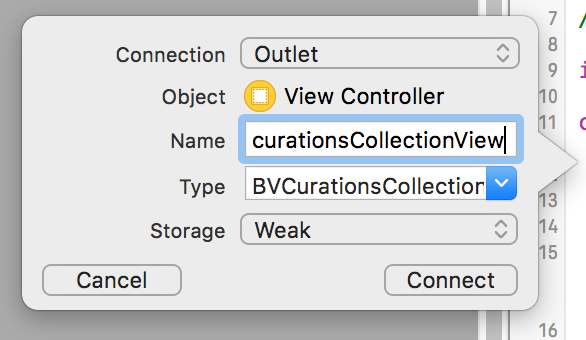 Connection Outlet
Object View Controller
Name curationsCollectionView
Type BVCurationsCollection
Storage Weak
Cancel Connect
7
8
9
10
11
13
14
15
16